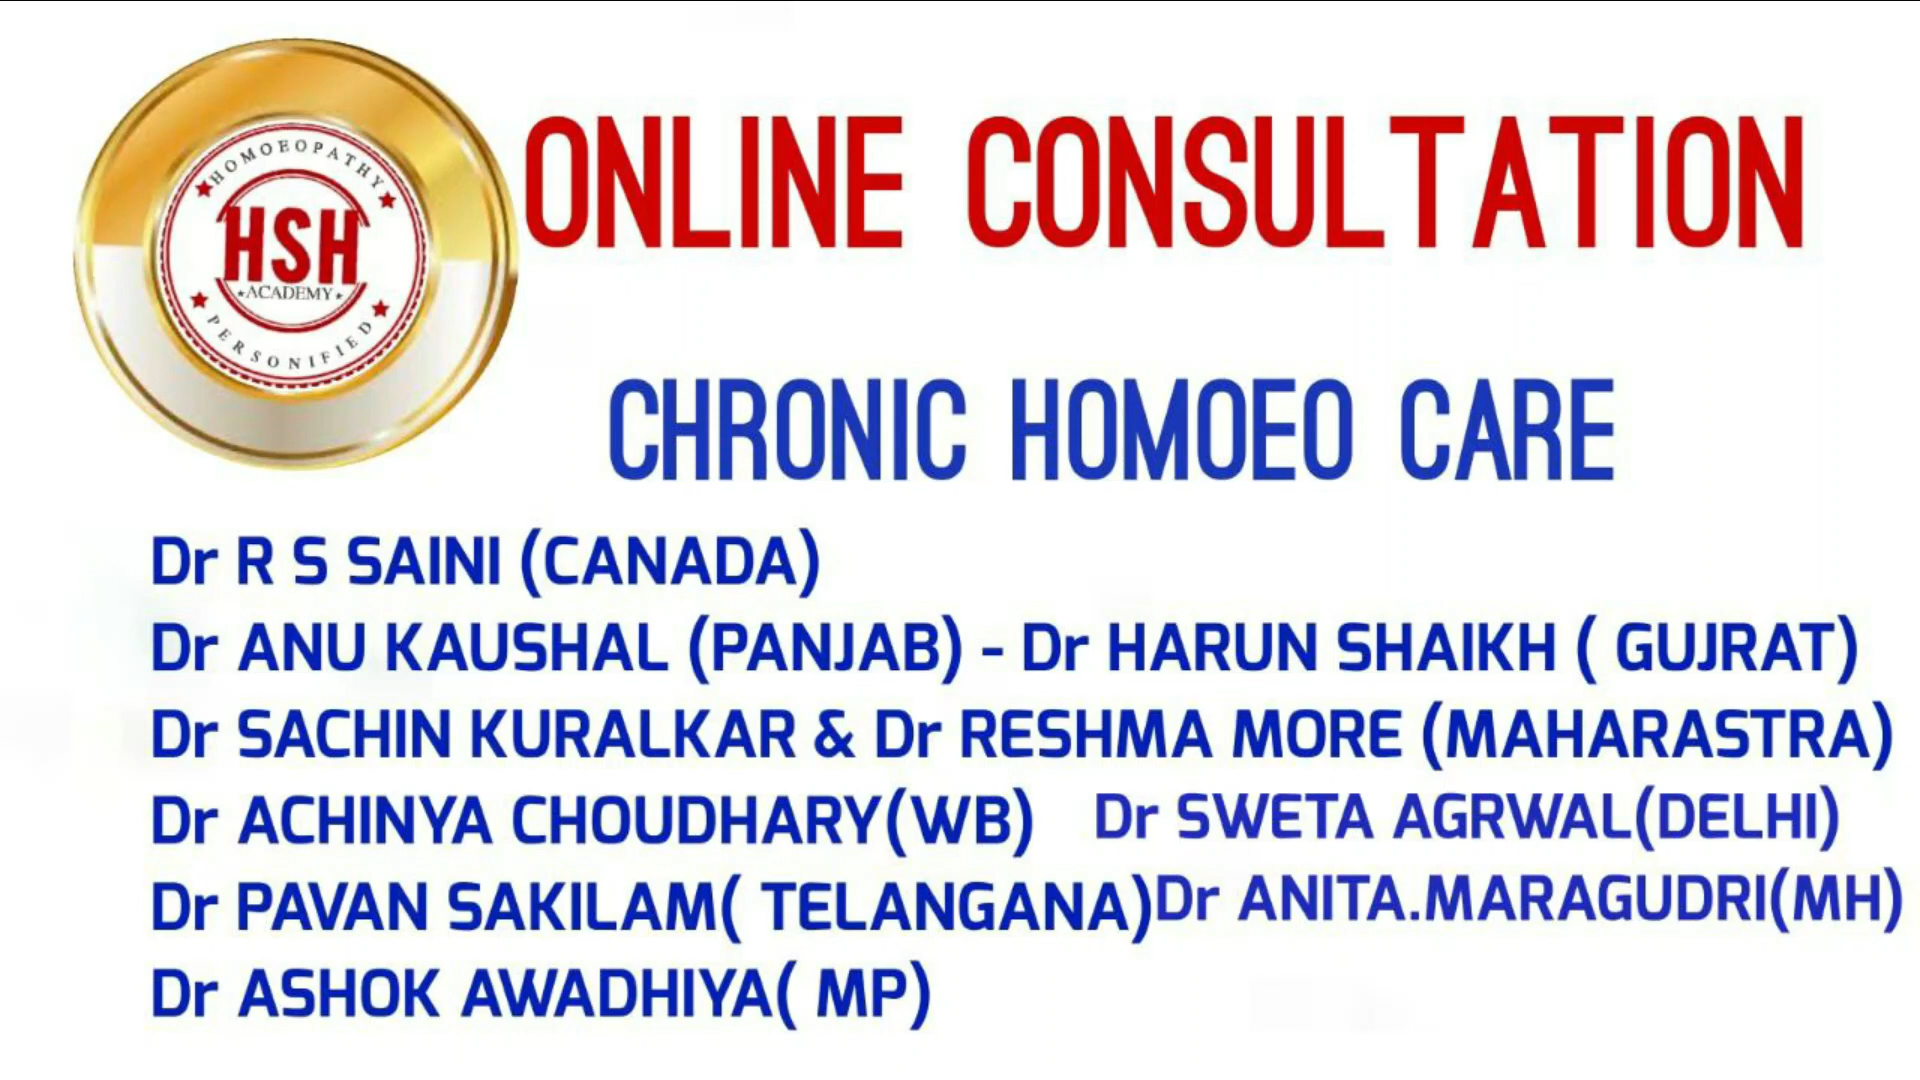 HOMOEOPATHY
HSH
ACADEMY
PERSONIFIED
ONLINE CONSULTATION
CHRONIC HOMOEO CARE
Dr R S SAINI (CANADA)
Dr ANU KAUSHAL (PANJAB) - Dr HARUN SHAIKH ( GUJRAT)
Dr SACHIN KURALKAR & Dr RESHMA MORE (MAHARASTRA)
Dr ACHINYA CHOUDHARY(WB) Dr SWETA AGRWAL(DELHI)
Dr PAVAN SAKILAM( TELANGANA)Dr ANITA.MARAGUDRI(MH)
Dr ASHOK AWADHIYA( MP)